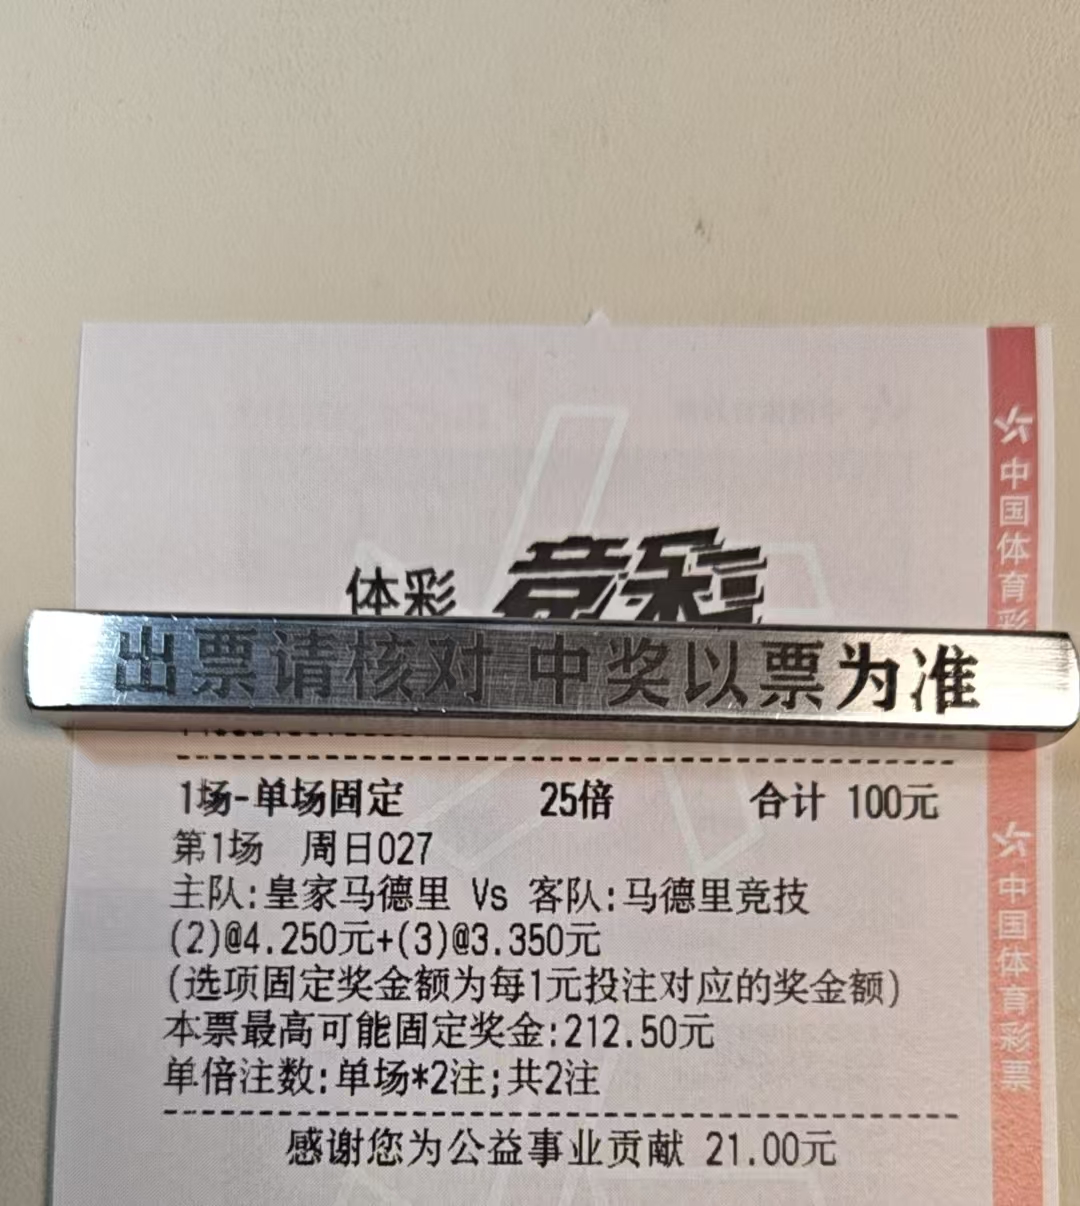 体彩 竞彩
出票请核对 中奖以票为准
1场-单场固定 25倍 合计 100元
第1场 周日027
主队:皇家马德里 Vs 客队:马德里竞技
(2)@4.250元+(3)@3.350元
(选项固定奖金额为每1元投注对应的奖金额)
本票最高可能固定奖金:212.50元
单倍注数:单场*2注;共2注
感谢您为公益事业贡献 21.00元
中国体育彩
中国体育彩票